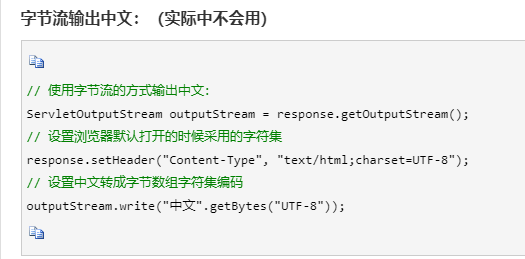 字节流输出中文：（实际中不会用）
// 使用字节流的方式输出中文:
ServletOutputStream outputStream = response.getOutputStream();
// 设置浏览器默认打开的时候采用的字符集
response.setHeader("Content-Type", "text/html;charset=UTF-8");
// 设置中文转成字节数组字符集编码
outputStream.write("中文".getBytes("UTF-8"));